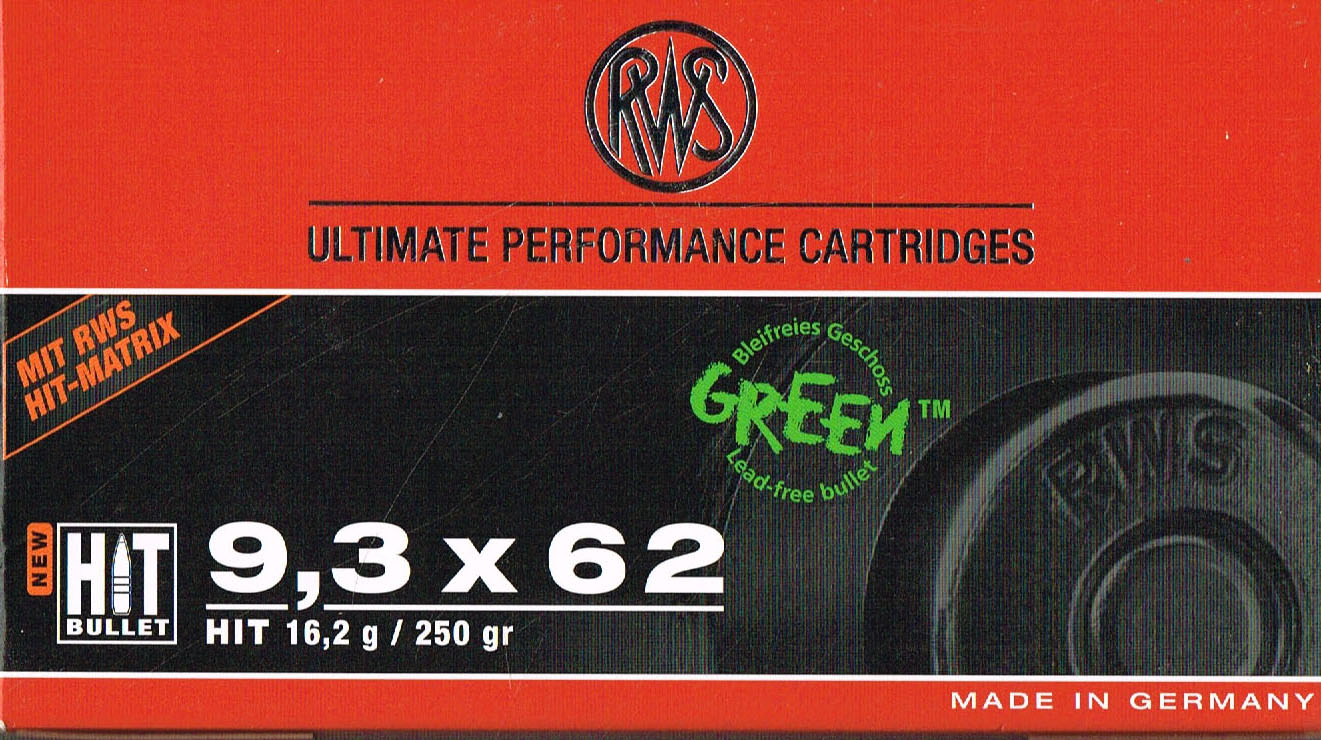 RWS
ULTIMATE PERFORMANCE CARTRIDGES
MIT RWS
HIT-MATRIX
Bleifreies Geschoss
GREEN™
Lead-free bullet
RWS
NEW
HIT
BULLET
9,3 x 62
HIT 16,2 g / 250 gr
MADE IN GERMANY